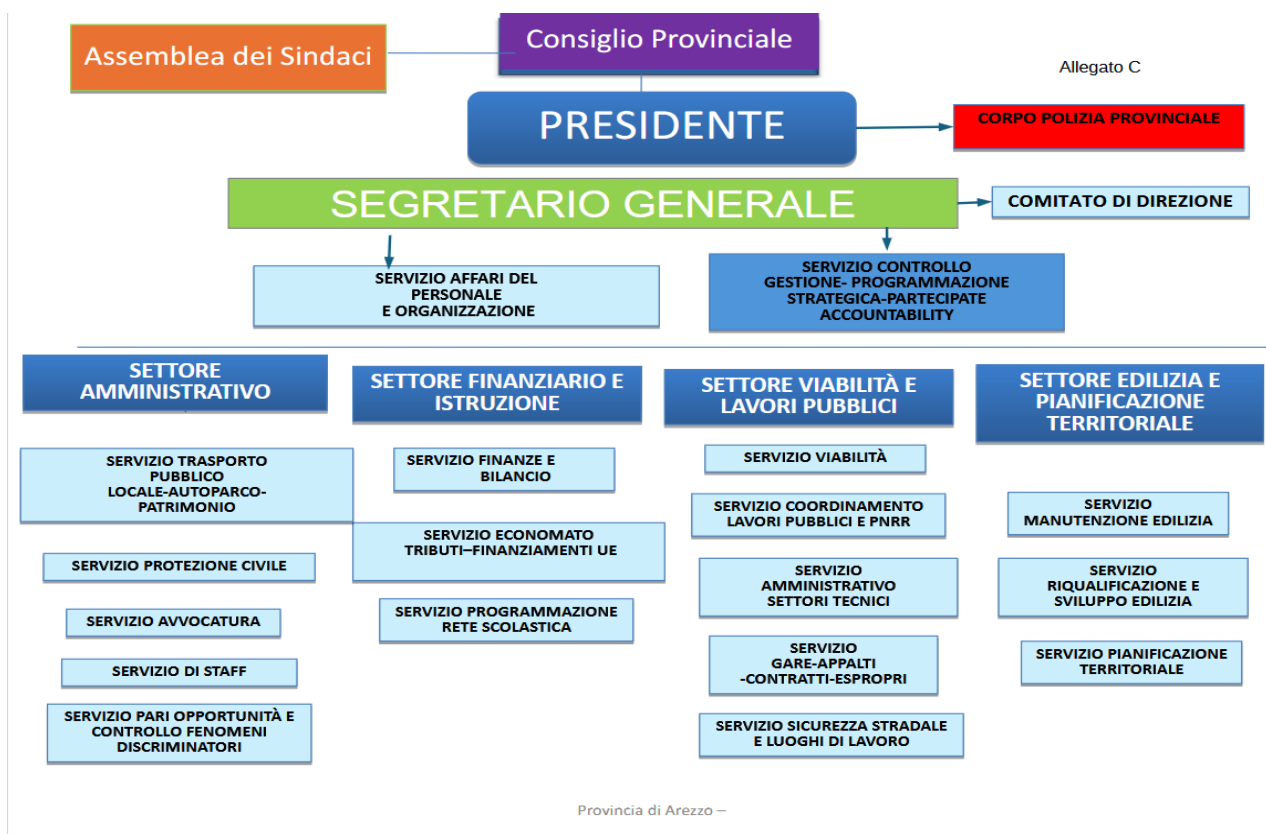 Assemblea dei Sindaci
Consiglio Provinciale
Allegato C
PRESIDENTE
CORPO POLIZIA PROVINCIALE
SEGRETARIO GENERALE
COMITATO DI DIREZIONE
SERVIZIO AFFARI DEL
PERSONALE
E ORGANIZZAZIONE
SERVIZIO CONTROLLO
GESTIONE- PROGRAMMAZIONE
STRATEGICA-PARTECIPATE
ACCOUNTABILITY
SETTORE
AMMINISTRATIVO
SERVIZIO TRASPORTO
PUBBLICO
LOCALE-AUTOPARCO-
PATRIMONIO
SERVIZIO PROTEZIONE CIVILE
SERVIZIO AVVOCATURA
SERVIZIO DI STAFF
SERVIZIO PARI OPPORTUNITÀ E
CONTROLLO FENOMENI
DISCRIMINATORI
SETTORE FINANZIARIO E
ISTRUZIONE
SERVIZIO FINANZE E
BILANCIO
SERVIZIO ECONOMATO
TRIBUTI–FINANZIAMENTI UE
SERVIZIO PROGRAMMAZIONE
RETE SCOLASTICA
SETTORE VIABILITÀ E
LAVORI PUBBLICI
SERVIZIO VIABILITÀ
SERVIZIO COORDINAMENTO
LAVORI PUBBLICI E PNRR
SERVIZIO
AMMINISTRATIVO
SETTORI TECNICI
SERVIZIO
GARE-APPALTI
-CONTRATTI-ESPROPRI
SERVIZIO SICUREZZA STRADALE
E LUOGHI DI LAVORO
SETTORE EDILIZIA E
PIANIFICAZIONE
TERRITORIALE
SERVIZIO
MANUTENZIONE EDILIZIA
SERVIZIO
RIQUALIFICAZIONE E
SVILUPPO EDILIZIA
SERVIZIO PIANIFICAZIONE
TERRITORIALE
Provincia di Arezzo –